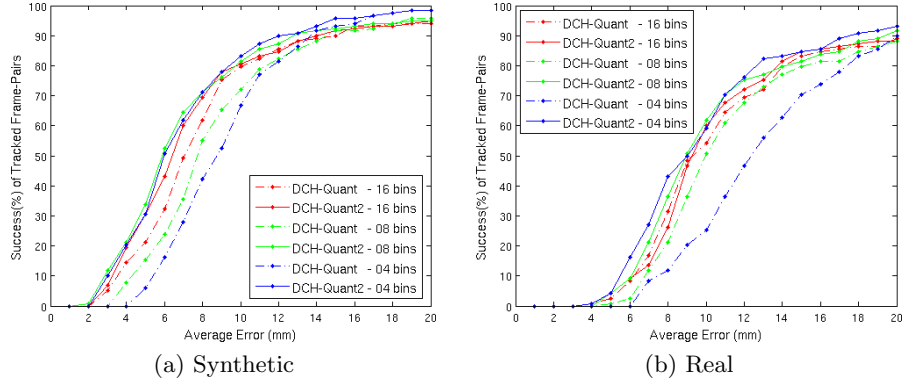 100
90
80
70
60
50
40
30
20
10
0
Success(%) of Tracked Frame-Pairs
DCH-Quant - 16 bins
DCH-Quant2 - 16 bins
DCH-Quant - 08 bins
DCH-Quant2 - 08 bins
DCH-Quant - 04 bins
DCH-Quant2 - 04 bins
0 2 4 6 8 10 12 14 16 18 20
Average Error (mm)
(a) Synthetic
100
90
80
70
60
50
40
30
20
10
0
Success(%) of Tracked Frame-Pairs
DCH-Quant - 16 bins
DCH-Quant2 - 16 bins
DCH-Quant - 08 bins
DCH-Quant2 - 08 bins
DCH-Quant - 04 bins
DCH-Quant2 - 04 bins
0 2 4 6 8 10 12 14 16 18 20
Average Error (mm)
(b) Real